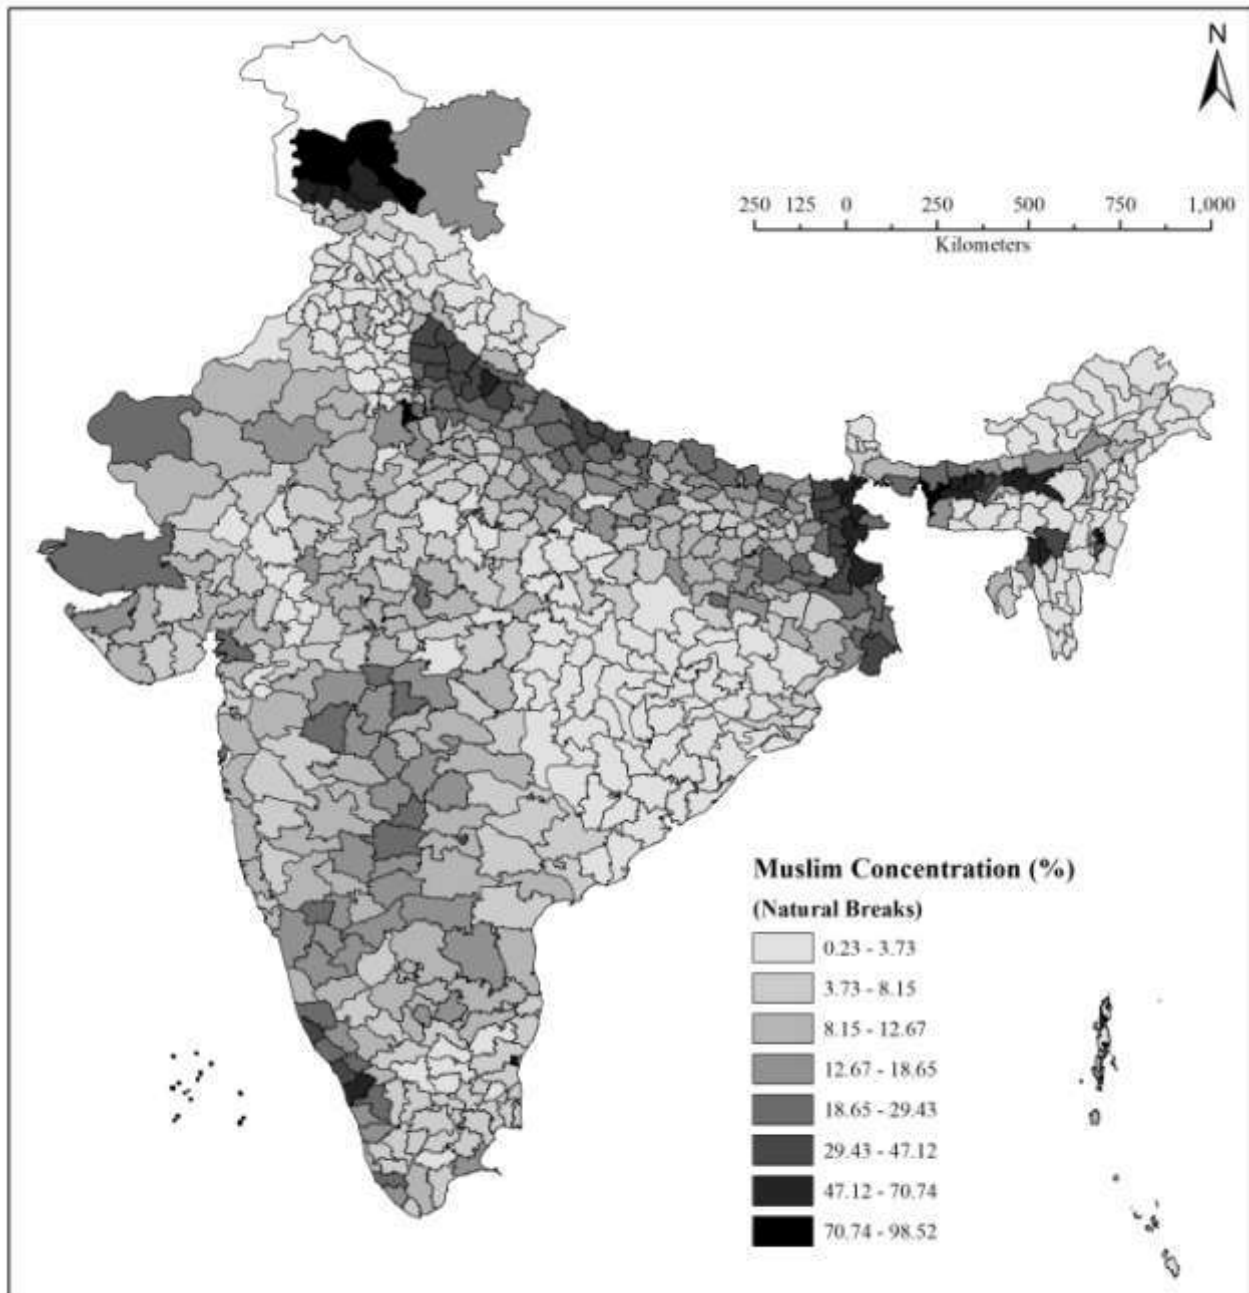 N
250 125 0 250 500 750 1,000
Kilometers
Muslim Concentration (%)
(Natural Breaks)
0.23 - 3.73
3.73 - 8.15
8.15 - 12.67
12.67 - 18.65
18.65 - 29.43
29.43 - 47.12
47.12 - 70.74
70.74 - 98.52